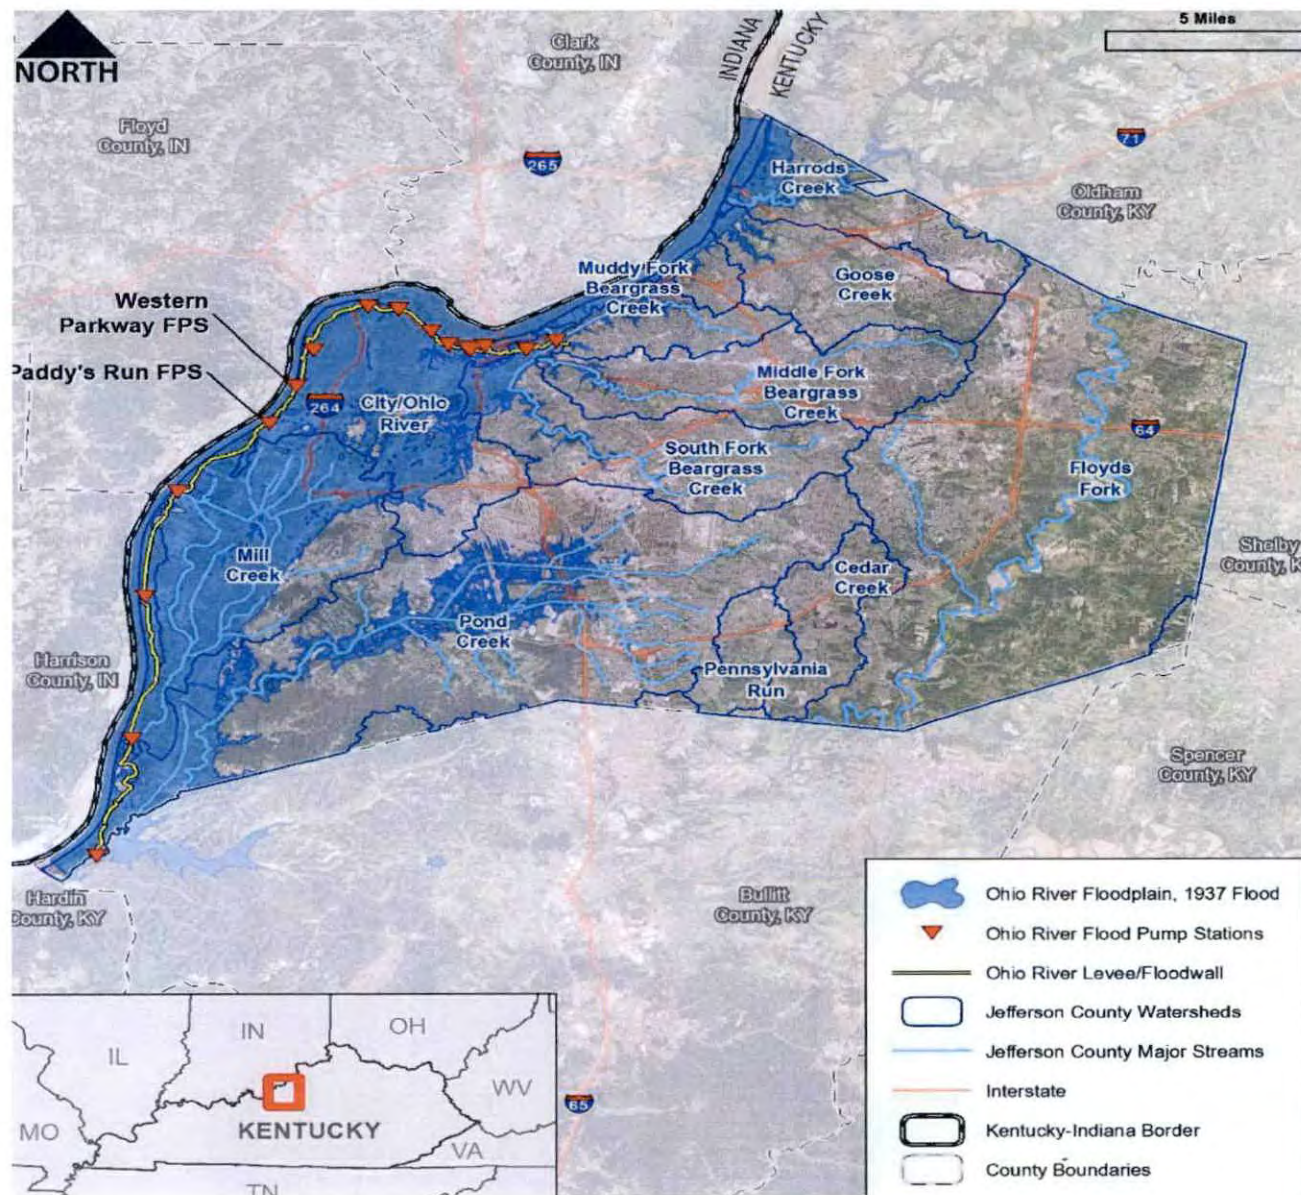 5 Miles
NORTH
INDIANA
KENTUCKY
Clark
County, IN
Floyd
County, IN
265
71
Harrods
Creek
Oldham
County, KY
Muddy Fork
Beargrass
Creek
Goose
Creek
Western
Parkway FPS
Paddy's Run FPS
264
City/Ohio
River
Middle Fork
Beargrass
Creek
64
South Fork
Beargrass
Creek
Floyds
Fork
Mill
Creek
Cedar
Creek
Shelby
County, K
Pond
Creek
Harrison
County, IN
Pennsylvania
Run
Spencer
County, KY
Hardin
County, KY
Bullitt
County, KY
65
Ohio River Floodplain, 1937 Flood
Ohio River Flood Pump Stations
Ohio River Levee/Floodwall
Jefferson County Watersheds
Jefferson County Major Streams
Interstate
Kentucky-Indiana Border
County Boundaries
IN
OH
IL
WV
MO
KENTUCKY
VA
TN